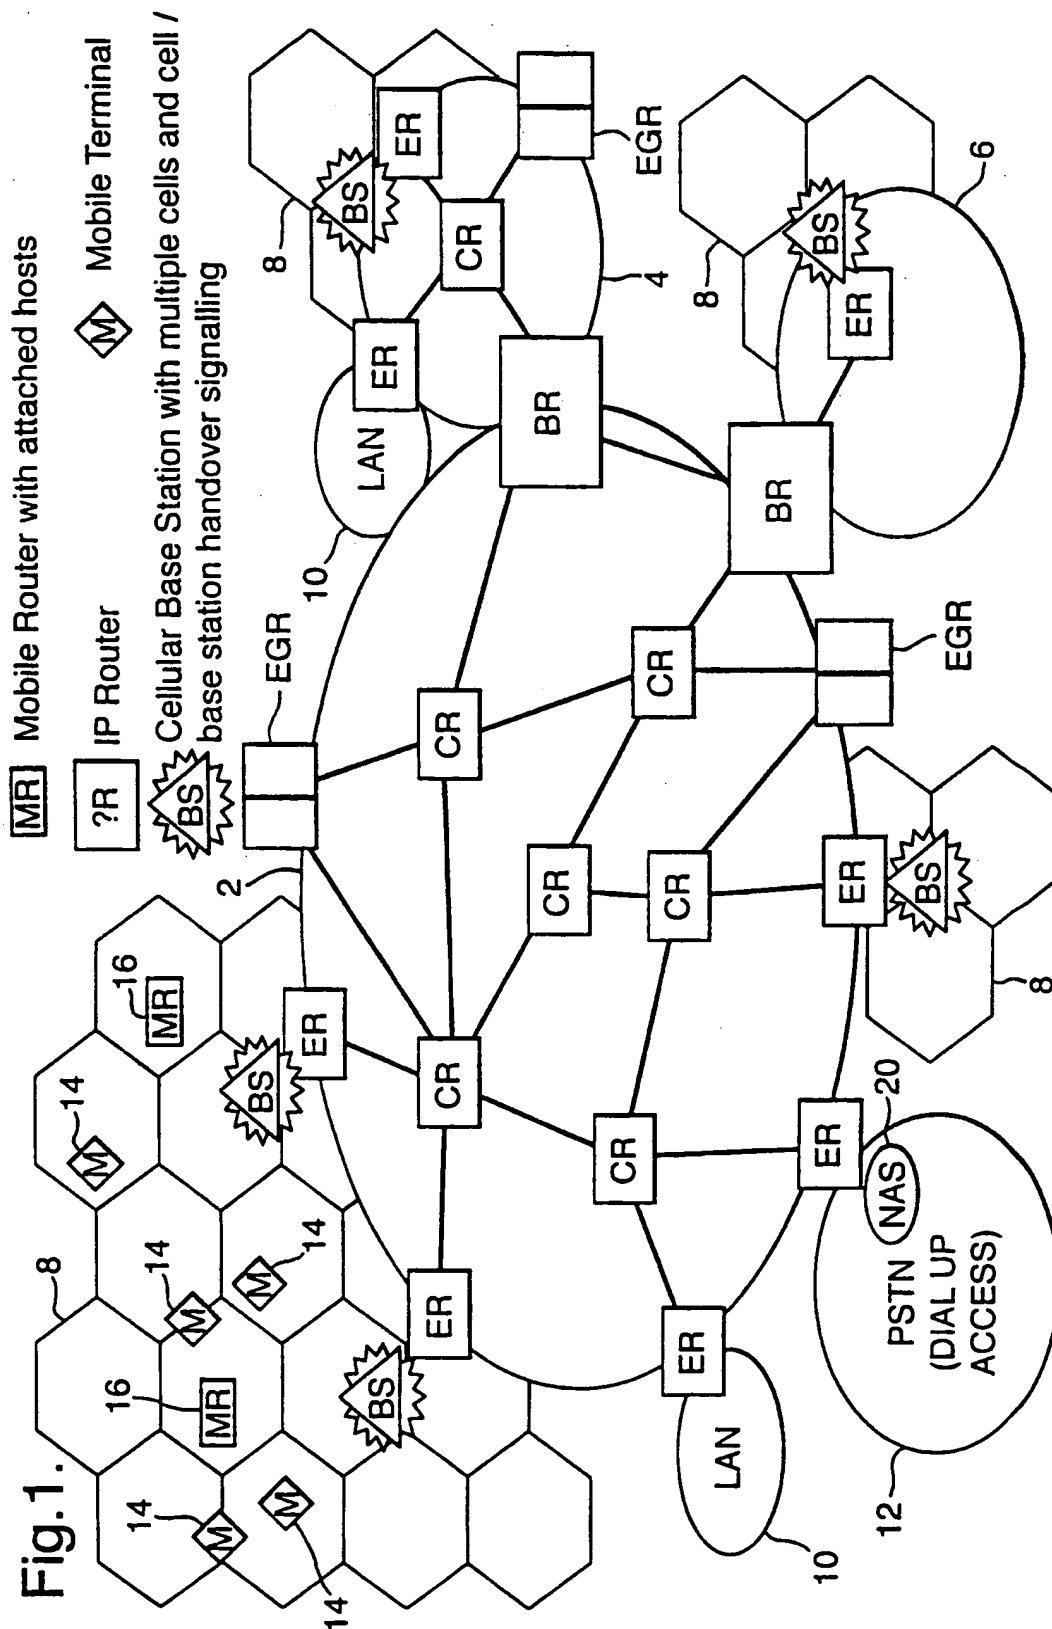 Fig.1.
MR Mobile Router with attached hosts
?R IP Router
M Mobile Terminal
BS Cellular Base Station with multiple cells and cell /
base station handover signalling
8
14
M
16
16
14
14
MR
M
MR
M
2
BS
M
8
EGR
M
14
ER
10
14
BS
LAN
ER
BS
ER
ER
CR
CR
CR
BR
CR
CR
EGR
4
CR
CR
ER
8
LAN
BR
10
BS
ER
ER
ER
20
NAS
12
PSTN
(DIAL UP
ACCESS)
BS
EGR
6
8